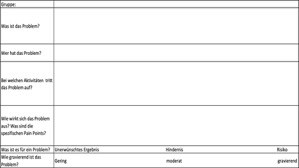 Gruppe:
Was ist das Problem?
Wer hat das Problem?
Bei welchen Aktivitäten tritt
das Problem auf?
Wie wirkt sich das Problem
aus? Was sind die
spezifischen Pain Points?
Was ist es für ein Problem? Unerwünschtes Ergebnis Hindernis Risiko
Wie gravierend ist das
Problem? Gering moderat gravierend